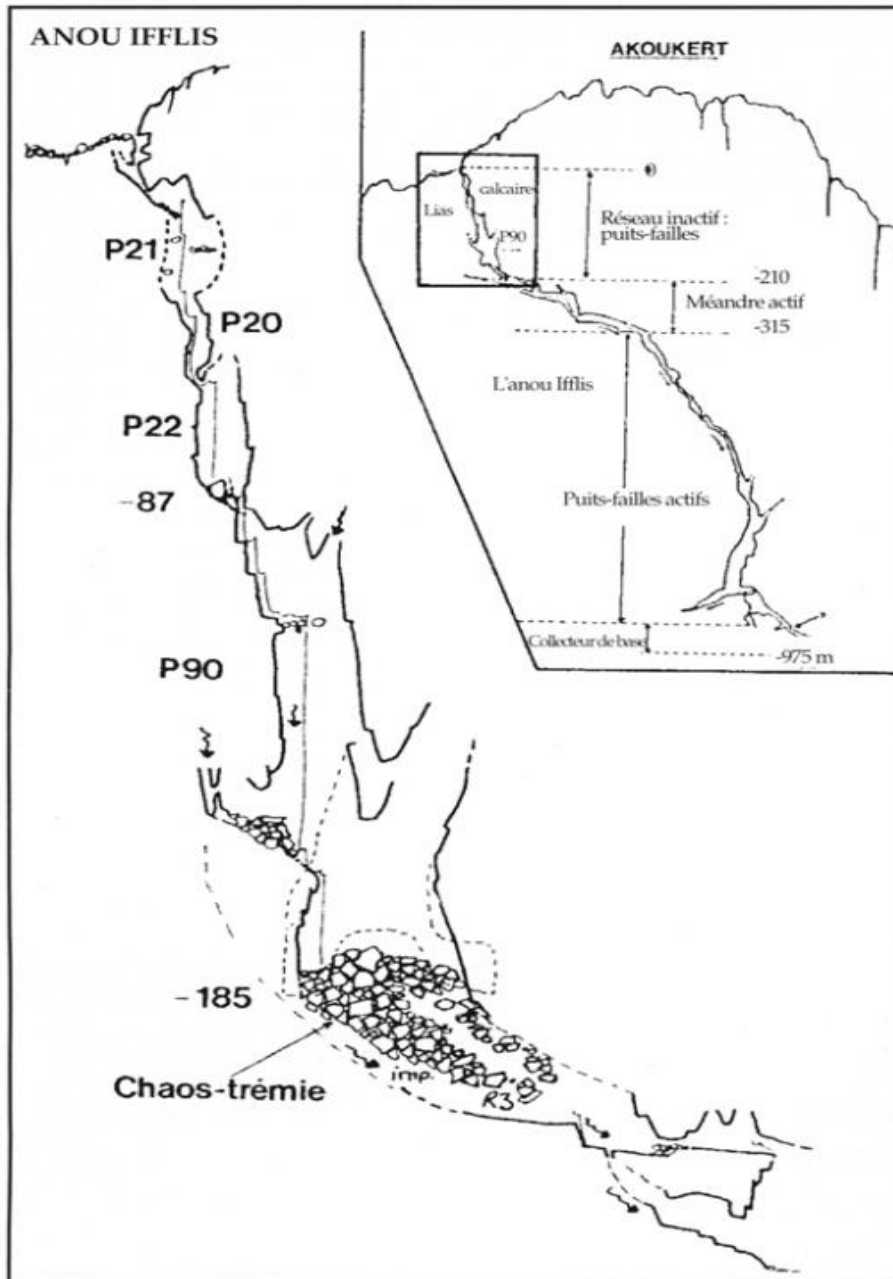 ANOU IFFLIS
P21
P20
P22
-87
P90
-185
Chaos-trémie
imp.
R3
AKOUKERT
calcaire
Lias
P90
Réseau inactif :
puits-failles
-210
Méandre actif
-315
L'anou Ifflis
Puits-failles actifs
Collecteur de base
-975 m